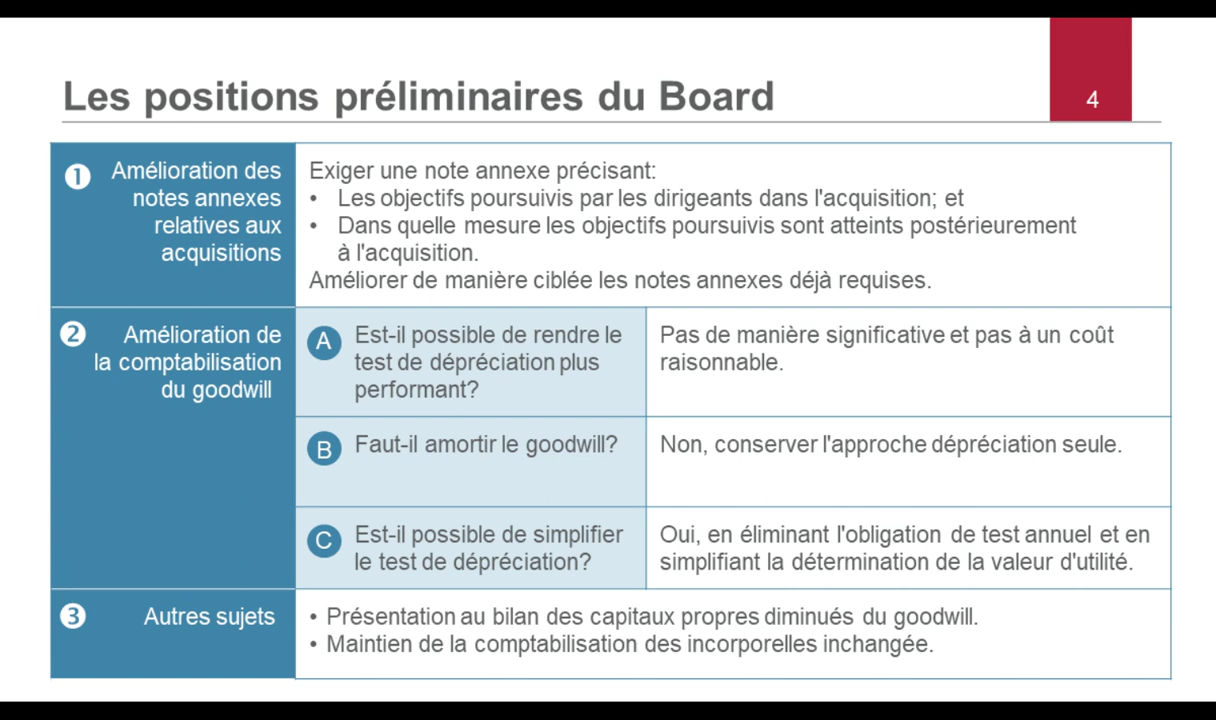 Les positions préliminaires du Board
4
❶ Amélioration des
notes annexes
relatives aux
acquisitions
Exiger une note annexe précisant:
• Les objectifs poursuivis par les dirigeants dans l'acquisition; et
• Dans quelle mesure les objectifs poursuivis sont atteints postérieurement
à l'acquisition.
Améliorer de manière ciblée les notes annexes déjà requises.
❷ Amélioration de
la comptabilisation
du goodwill
A Est-il possible de rendre le
test de dépréciation plus
performant?
Pas de manière significative et pas à un coût
raisonnable.
B Faut-il amortir le goodwill?
Non, conserver l'approche dépréciation seule.
C Est-il possible de simplifier
le test de dépréciation?
Oui, en éliminant l'obligation de test annuel et en
simplifiant la détermination de la valeur d'utilité.
❸ Autres sujets
• Présentation au bilan des capitaux propres diminués du goodwill.
• Maintien de la comptabilisation des incorporelles inchangée.